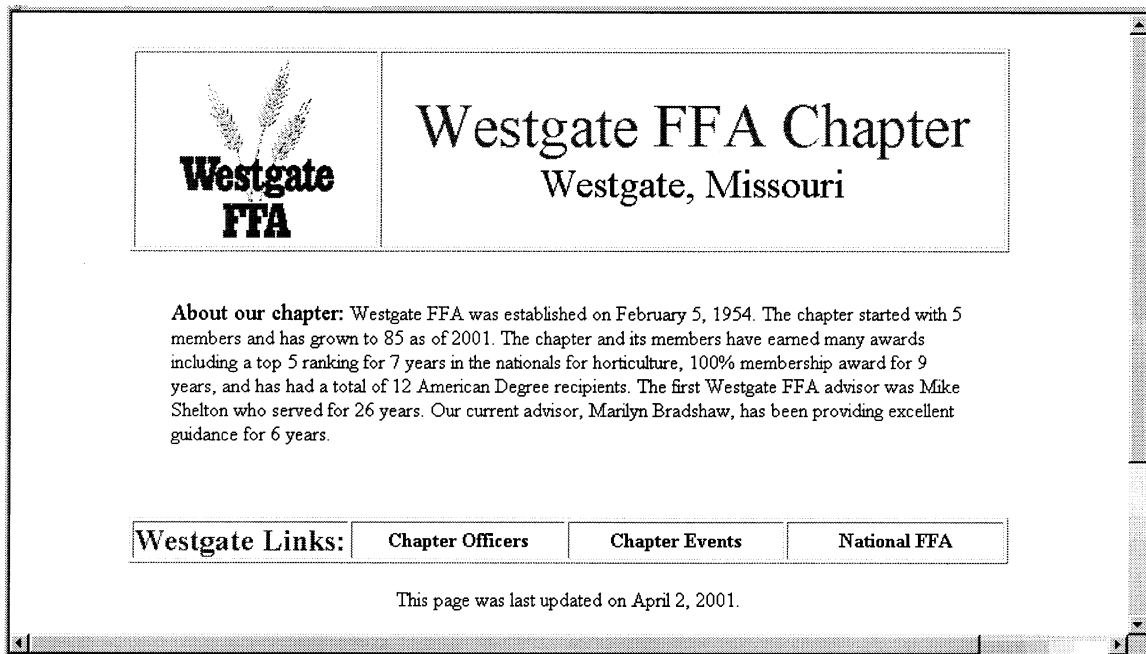 Westgate
FFA
Westgate FFA Chapter
Westgate, Missouri
About our chapter: Westgate FFA was established on February 5, 1954. The chapter started with 5
members and has grown to 85 as of 2001. The chapter and its members have earned many awards
including a top 5 ranking for 7 years in the nationals for horticulture, 100% membership award for 9
years, and has had a total of 12 American Degree recipients. The first Westgate FFA advisor was Mike
Shelton who served for 26 years. Our current advisor, Marilyn Bradshaw, has been providing excellent
guidance for 6 years.
Westgate Links: Chapter Officers Chapter Events National FFA
This page was last updated on April 2, 2001.